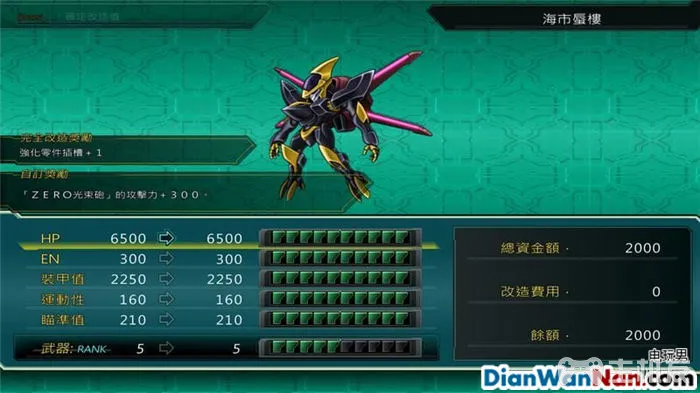 海市蜃樓
完全改造獎勵
強化零件插槽+1
自訂獎勵
「ZERO光束砲」的攻擊力+300。
HP 6500 6500
EN 300 300
裝甲值 2250 2250
運動性 160 160
瞄準值 210 210
武器: RANK 5 5
總資金額. 2000
改造費用. 0
餘額. 2000
电玩男
DianWanNan.com